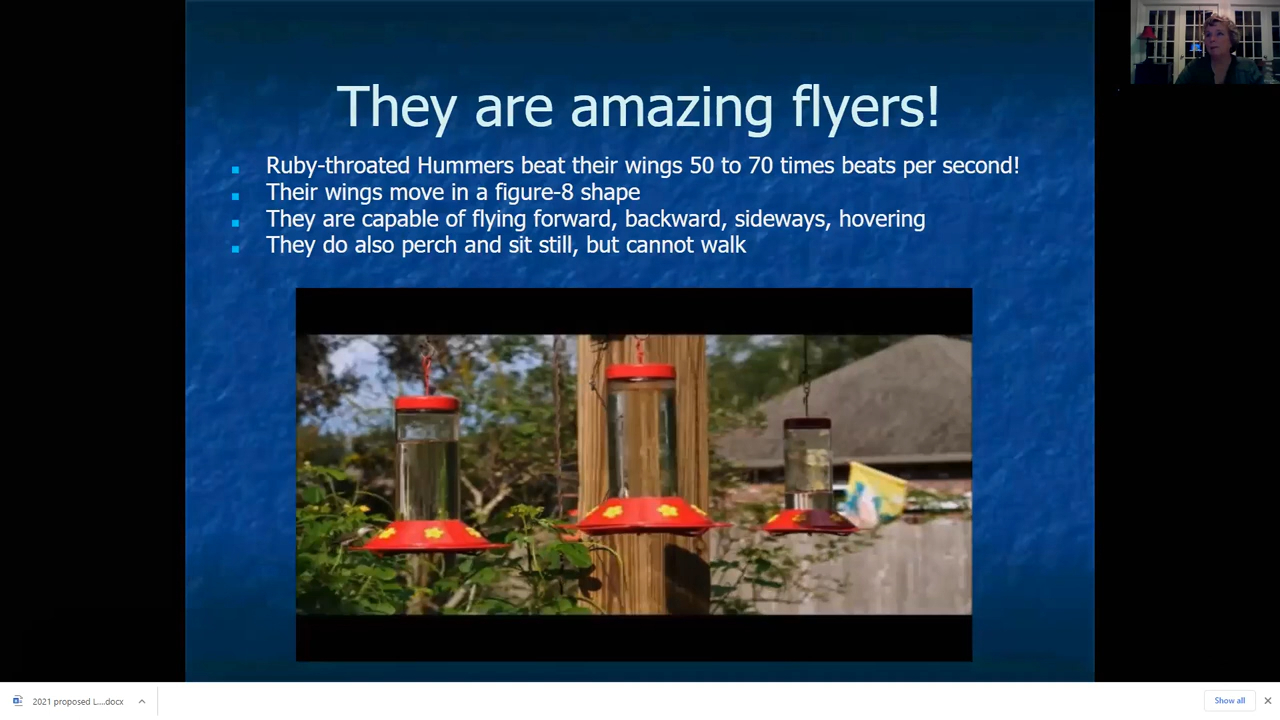 They are amazing flyers!
Ruby-throated Hummers beat their wings 50 to 70 times beats per second!
Their wings move in a figure-8 shape
They are capable of flying forward, backward, sideways, hovering
They do also perch and sit still, but cannot walk
2021 proposed L....docx
Show all